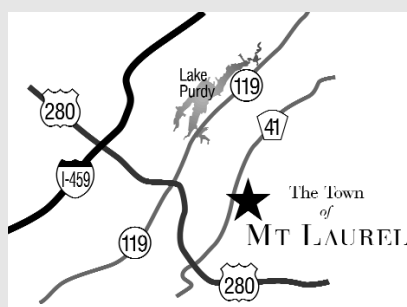 Lake
Purdy
119
280
41
I-459
The Town
of
MT LAUREL
119
280